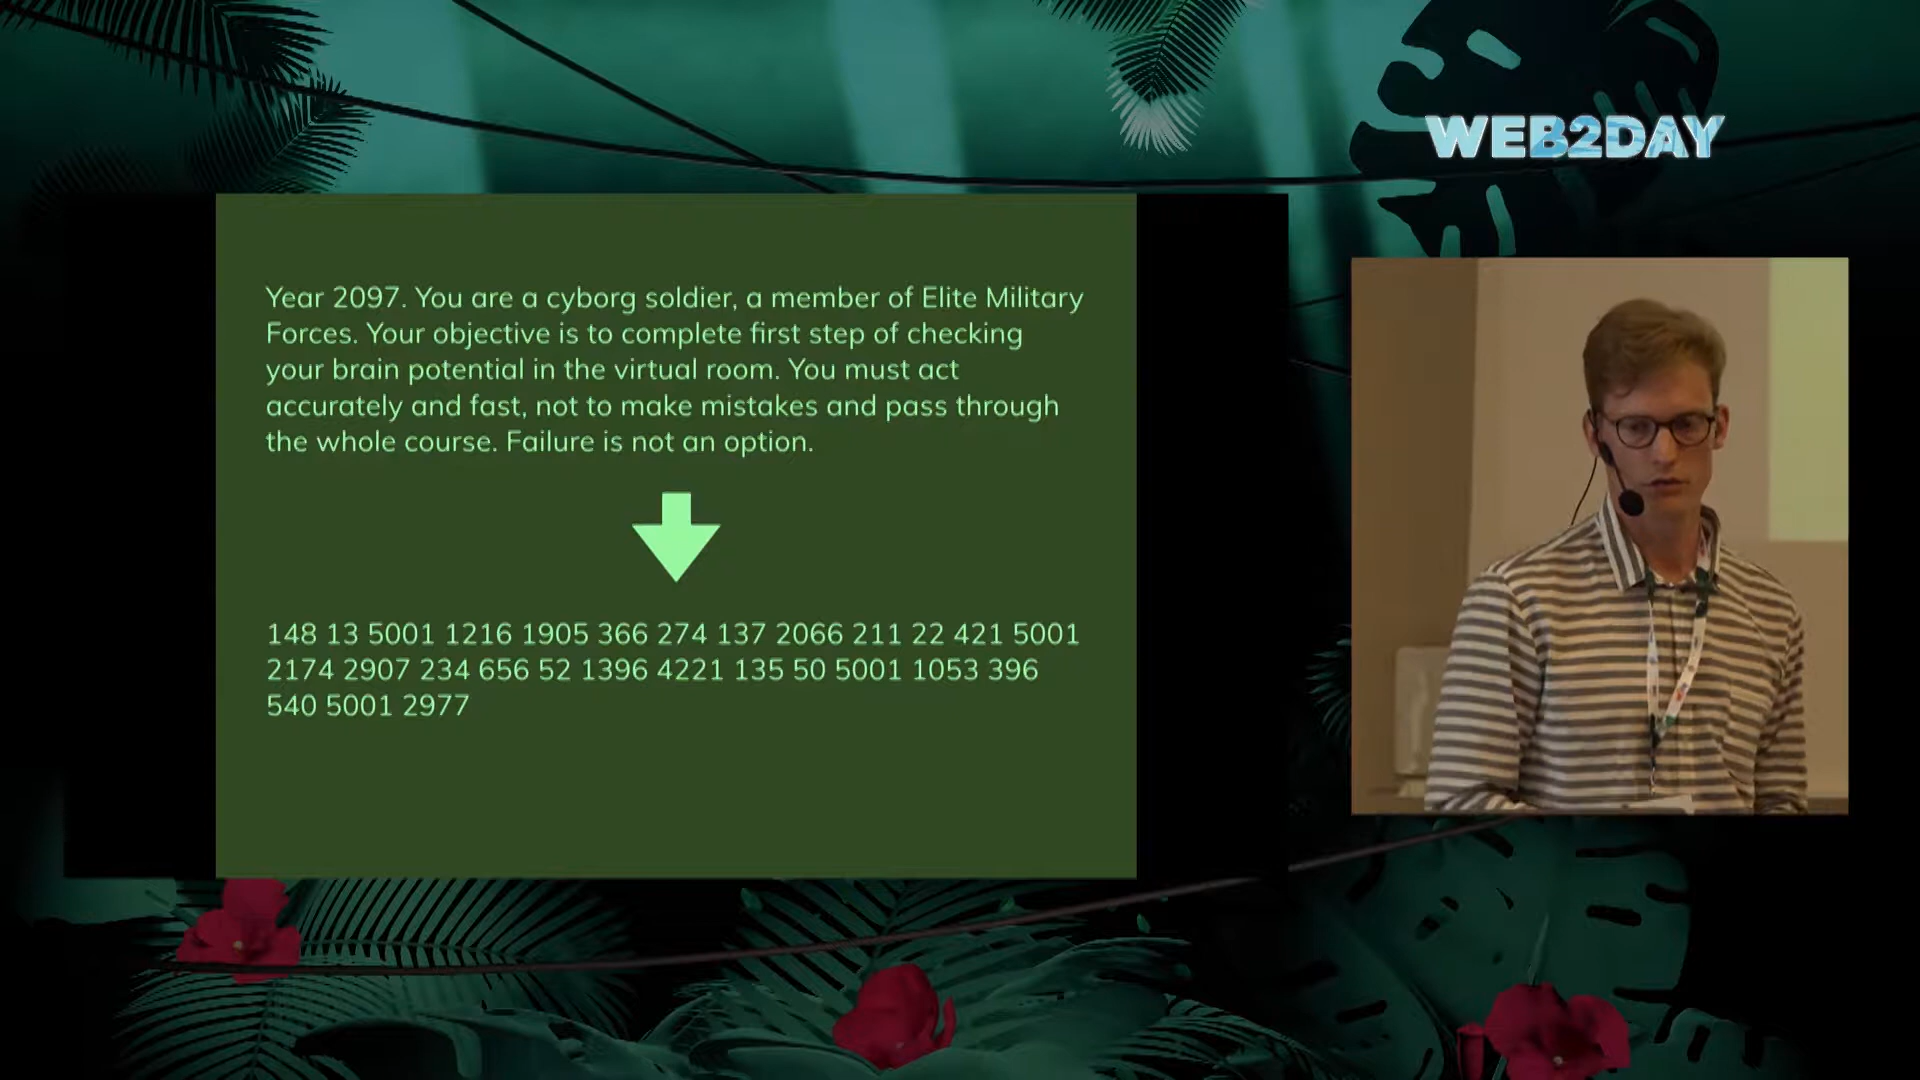 WEB2DAY
Year 2097. You are a cyborg soldier, a member of Elite Military
Forces. Your objective is to complete first step of checking
your brain potential in the virtual room. You must act
accurately and fast, not to make mistakes and pass through
the whole course. Failure is not an option.
148 13 5001 1216 1905 366 274 137 2066 211 22 421 5001
2174 2907 234 656 52 1396 4221 135 50 5001 1053 396
540 5001 2977